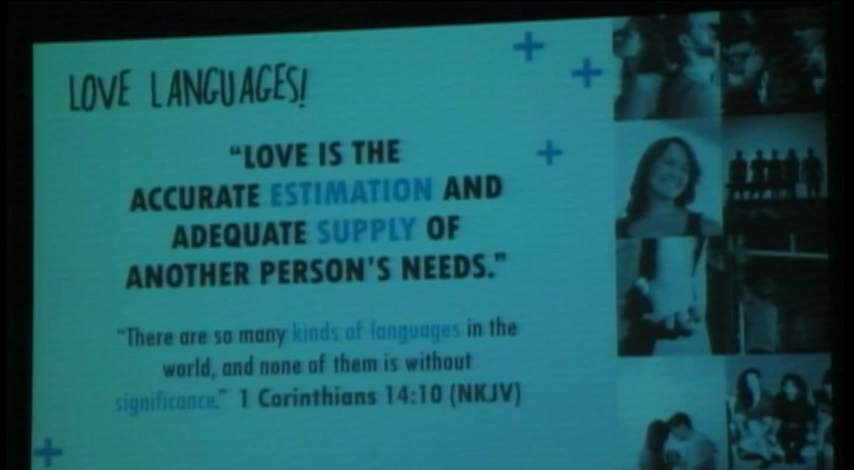 LOVE LANGUAGES!
“LOVE IS THE
ACCURATE ESTIMATION AND
ADEQUATE SUPPLY OF
ANOTHER PERSON'S NEEDS.”
“There are so many kinds of languages in the
world, and none of them is without
significance.” 1 Corinthians 14:10 (NKJV)